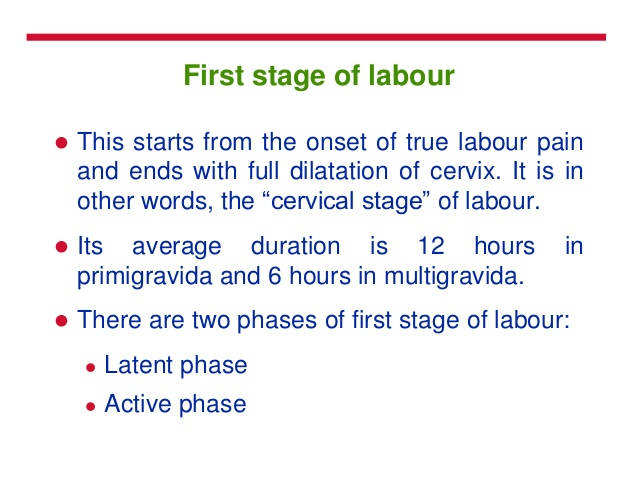 First stage of labour
● This starts from the onset of true labour pain
and ends with full dilatation of cervix. It is in
other words, the “cervical stage” of labour.
● Its average duration is 12 hours in
primigravida and 6 hours in multigravida.
● There are two phases of first stage of labour:
● Latent phase
● Active phase